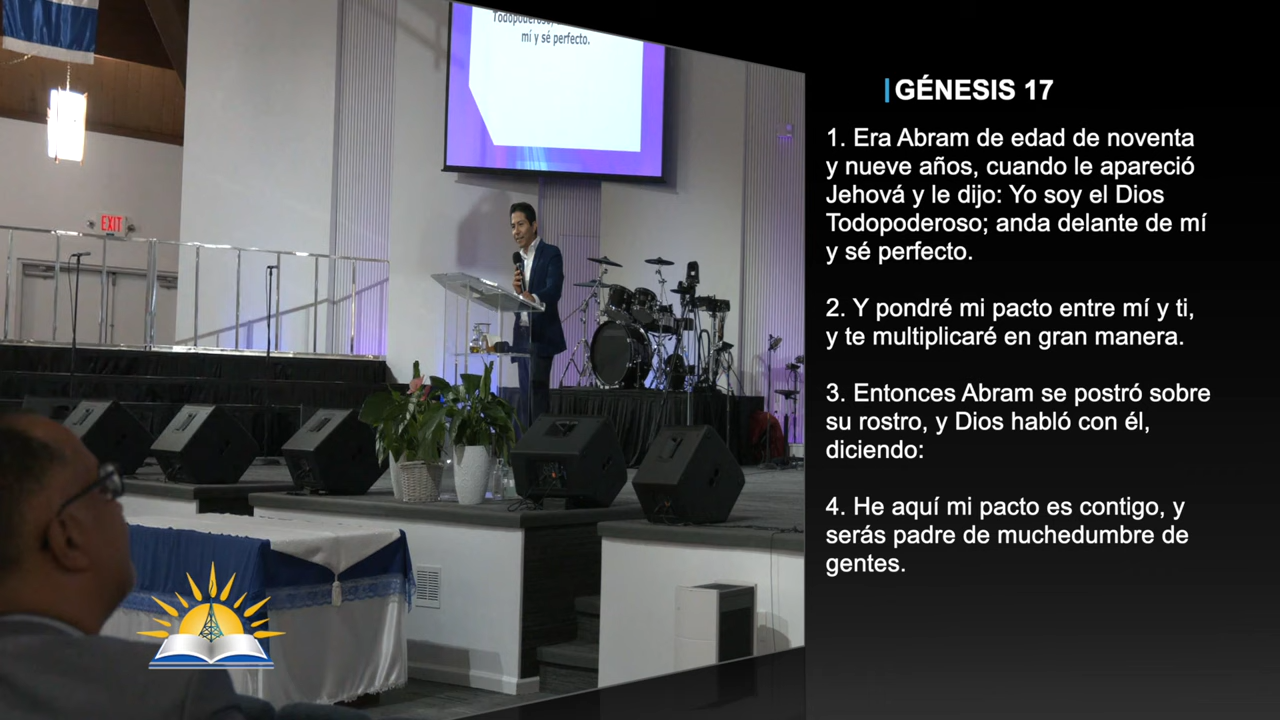 Todopoderoso;
mí y sé perfecto.
EXIT
GÉNESIS 17
1. Era Abram de edad de noventa
y nueve años, cuando le apareció
Jehová y le dijo: Yo soy el Dios
Todopoderoso; anda delante de mí
y sé perfecto.
2. Y pondré mi pacto entre mí y ti,
y te multiplicaré en gran manera.
3. Entonces Abram se postró sobre
su rostro, y Dios habló con él,
diciendo:
4. He aquí mi pacto es contigo, y
serás padre de muchedumbre de
gentes.